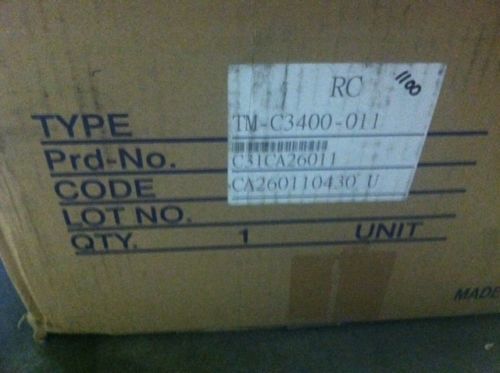 RC
1100
TYPE TM-C3400-011
Prd-No. C31CA26011
CODE CA260110430 U
LOT NO.
QTY. 1 UNIT
MADE